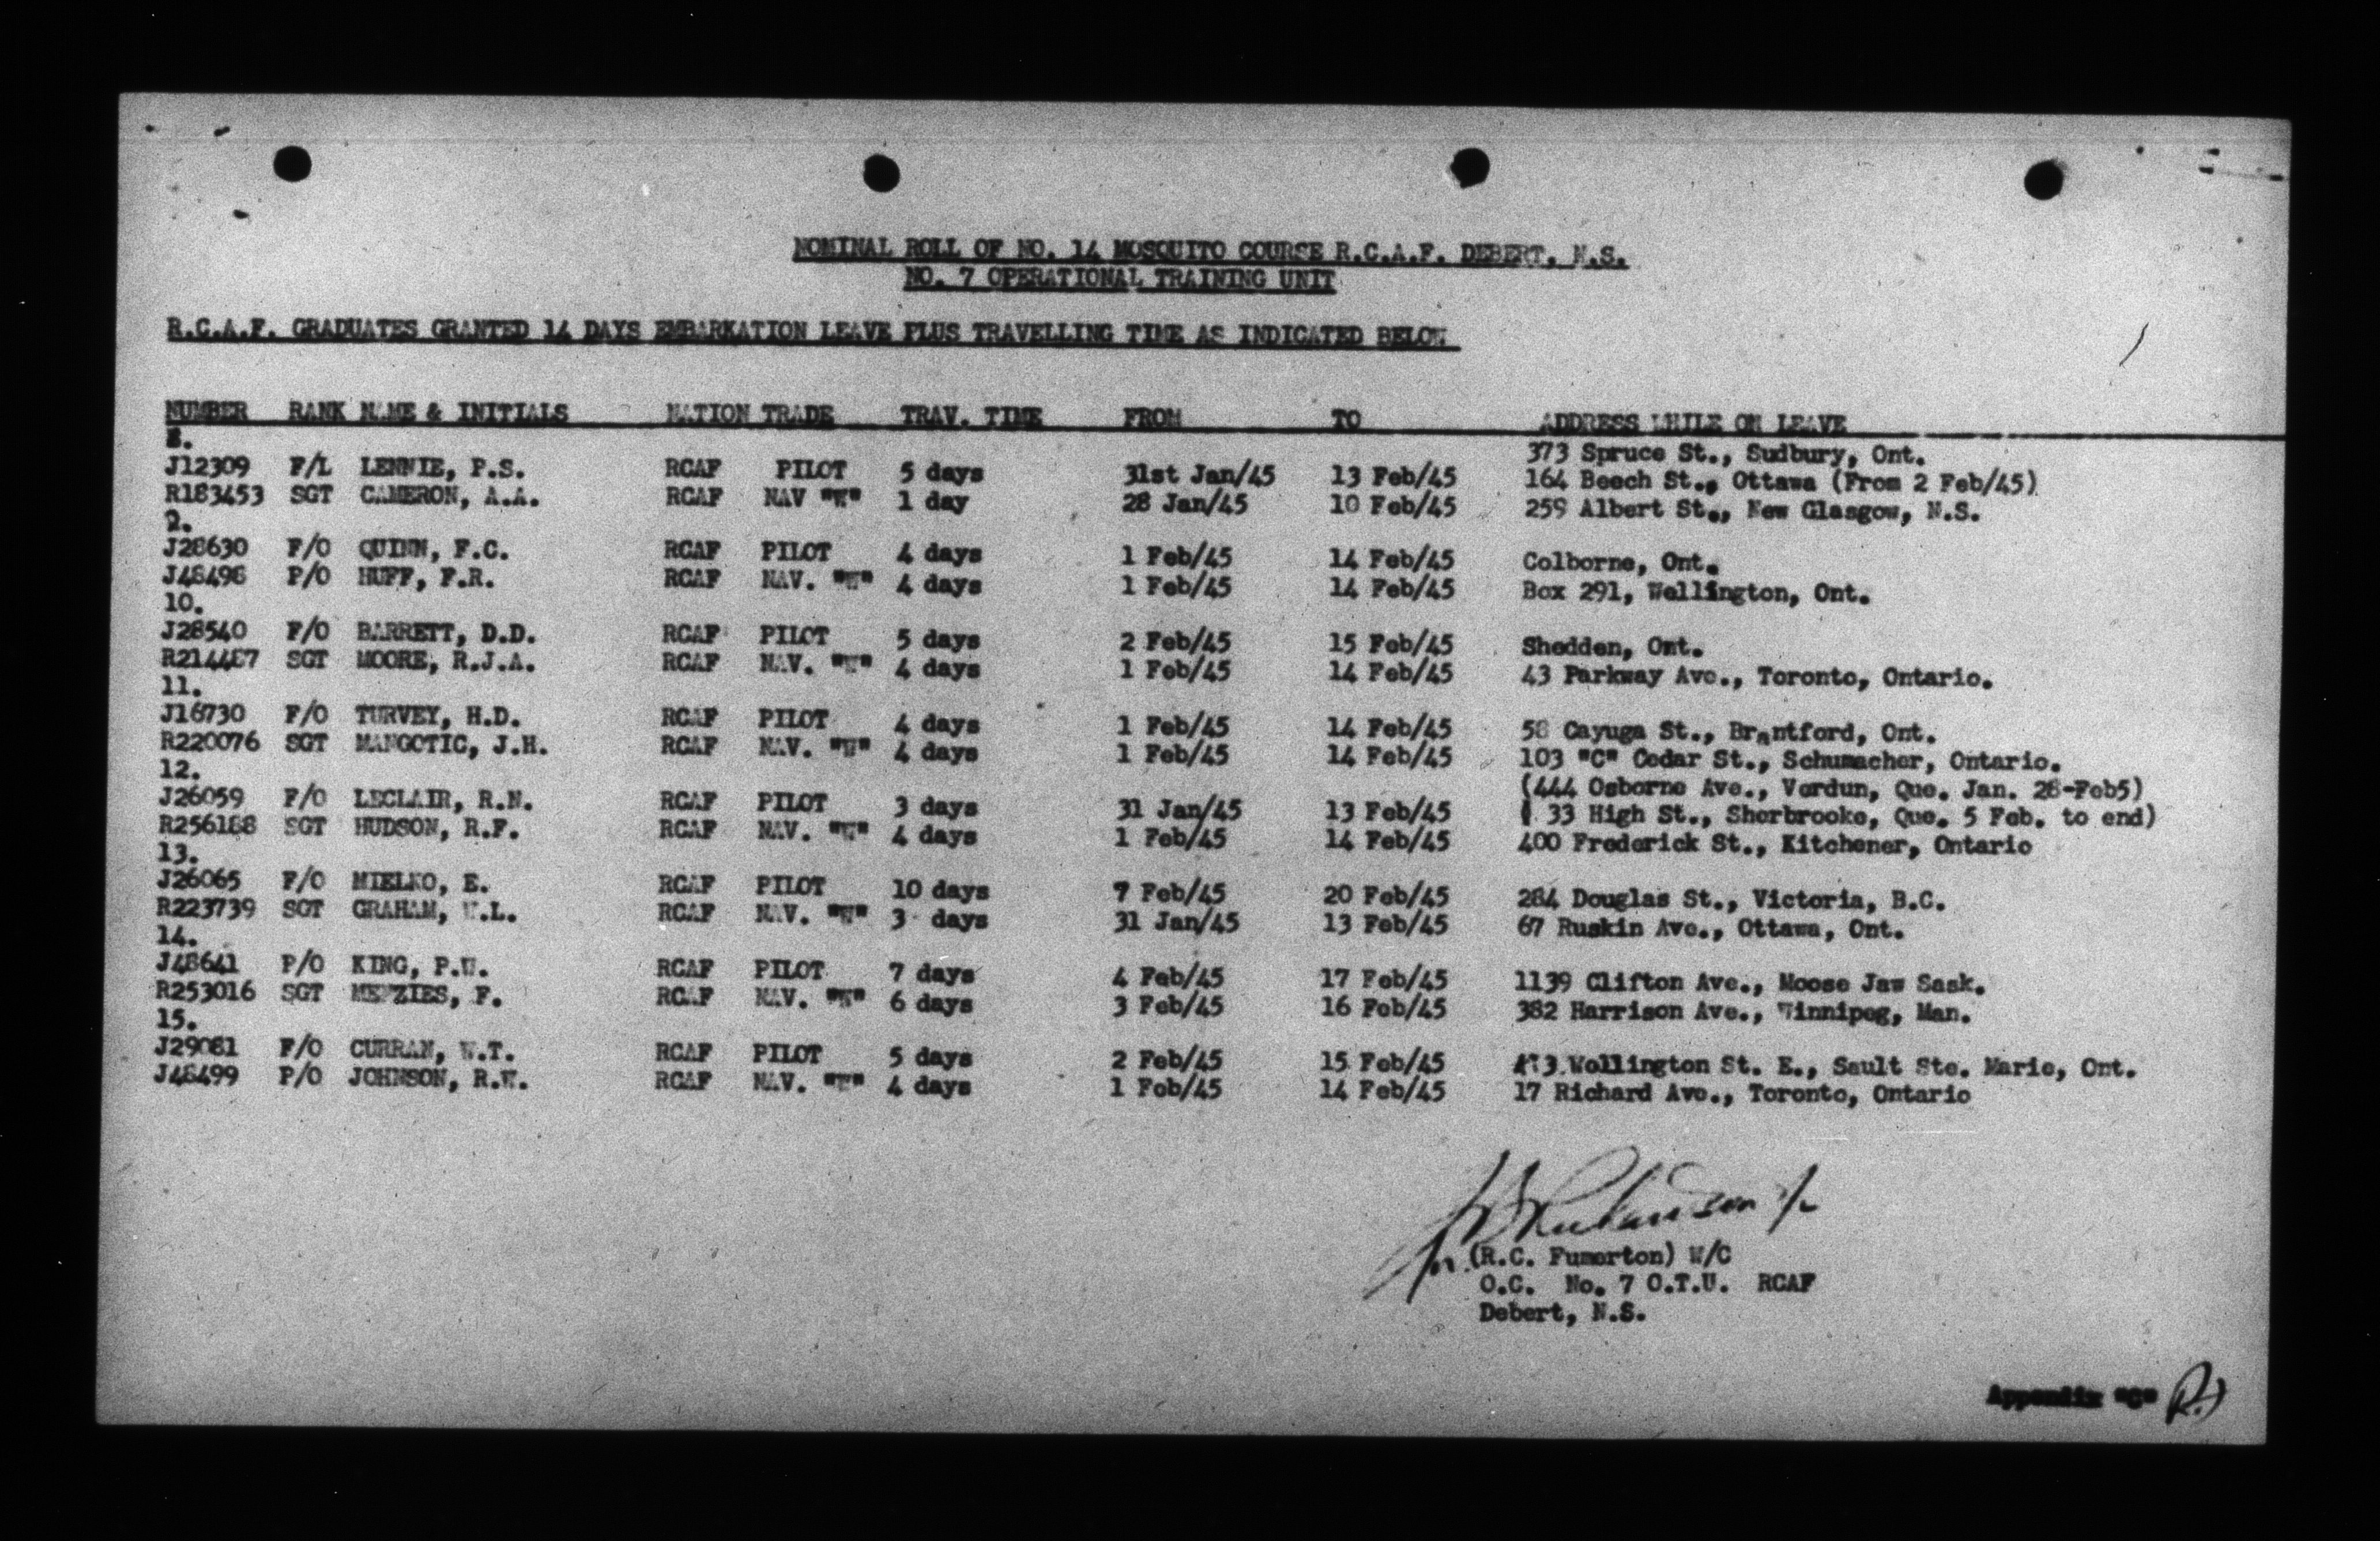 NOMINAL ROLL OF NO. 14 MOSQUITO COURSE R.C.A.F. DEBERT, N.S.
NO. 7 OPERATIONAL TRAINING UNIT
R.C.A.F. GRADUATES GRANTED 14 DAYS EMBARKATION LEAVE PLUS TRAVELLING TIME AS INDICATED BELOW
NUMBER RANK NAME & INITIALS NATION TRADE TRAV. TIME FROM TO ADDRESS WHILE ON LEAVE
8. 373 Spruce St., Sudbury, Ont.
J12309 F/L LENNIE, P.S. RCAF PILOT 5 days 31st Jan/45 13 Feb/45 164 Beech St., Ottawa (From 2 Feb/45)
R183453 SGT CAMERON, A.A. RCAF NAV "W" 1 day 28 Jan/45 10 Feb/45 259 Albert St., New Glasgow, N.S.
9.
J28630 F/O QUINN, F.C. RCAF PILOT 4 days 1 Feb/45 14 Feb/45 Colborne, Ont.
J48498 P/O HUFF, F.R. RCAF NAV. "W" 4 days 1 Feb/45 14 Feb/45 Box 291, Wellington, Ont.
10.
J28540 F/O BARRETT, D.D. RCAF PILOT 5 days 2 Feb/45 15 Feb/45 Shedden, Ont.
R214487 SGT MOORE, R.J.A. RCAF NAV. "W" 4 days 1 Feb/45 14 Feb/45 43 Parkway Ave., Toronto, Ontario.
11.
J16730 F/O TURVEY, H.D. RCAF PILOT 4 days 1 Feb/45 14 Feb/45 58 Cayuga St., Brantford, Ont.
R220076 SGT MANGOTIC, J.H. RCAF NAV. "W" 4 days 1 Feb/45 14 Feb/45 103 "C" Cedar St., Schumacher, Ontario.
12. (444 Osborne Ave., Verdun, Que. Jan. 28-Feb5)
J26059 F/O LECLAIR, R.N. RCAF PILOT 3 days 31 Jan/45 13 Feb/45 ( 33 High St., Sherbrooke, Que. 5 Feb. to end)
R256188 SGT HUDSON, R.F. RCAF NAV. "W" 4 days 1 Feb/45 14 Feb/45 400 Frederick St., Kitchener, Ontario
13.
J26065 F/O MIELKO, E. RCAF PILOT 10 days 7 Feb/45 20 Feb/45 284 Douglas St., Victoria, B.C.
R223739 SGT GRAHAM, W.L. RCAF NAV. "W" 3 days 31 Jan/45 13 Feb/45 67 Ruskin Ave., Ottawa, Ont.
14.
J48641 P/O KING, P.W. RCAF PILOT 7 days 4 Feb/45 17 Feb/45 1139 Clifton Ave., Moose Jaw Sask.
R253016 SGT MENZIES, F. RCAF NAV. "W" 6 days 3 Feb/45 16 Feb/45 382 Harrison Ave., Winnipeg, Man.
15.
J29081 F/O CURRAN, W.T. RCAF PILOT 5 days 2 Feb/45 15 Feb/45 Wellington St. E., Sault Ste. Marie, Ont.
J48499 P/O JOHNSON, R.W. RCAF NAV. "W" 4 days 1 Feb/45 14 Feb/45 17 Richard Ave., Toronto, Ontario
for (R.C. Fumerton) W/C
O.C. No. 7 O.T.U. RCAF
Debert, N.S.
Appendix "C"